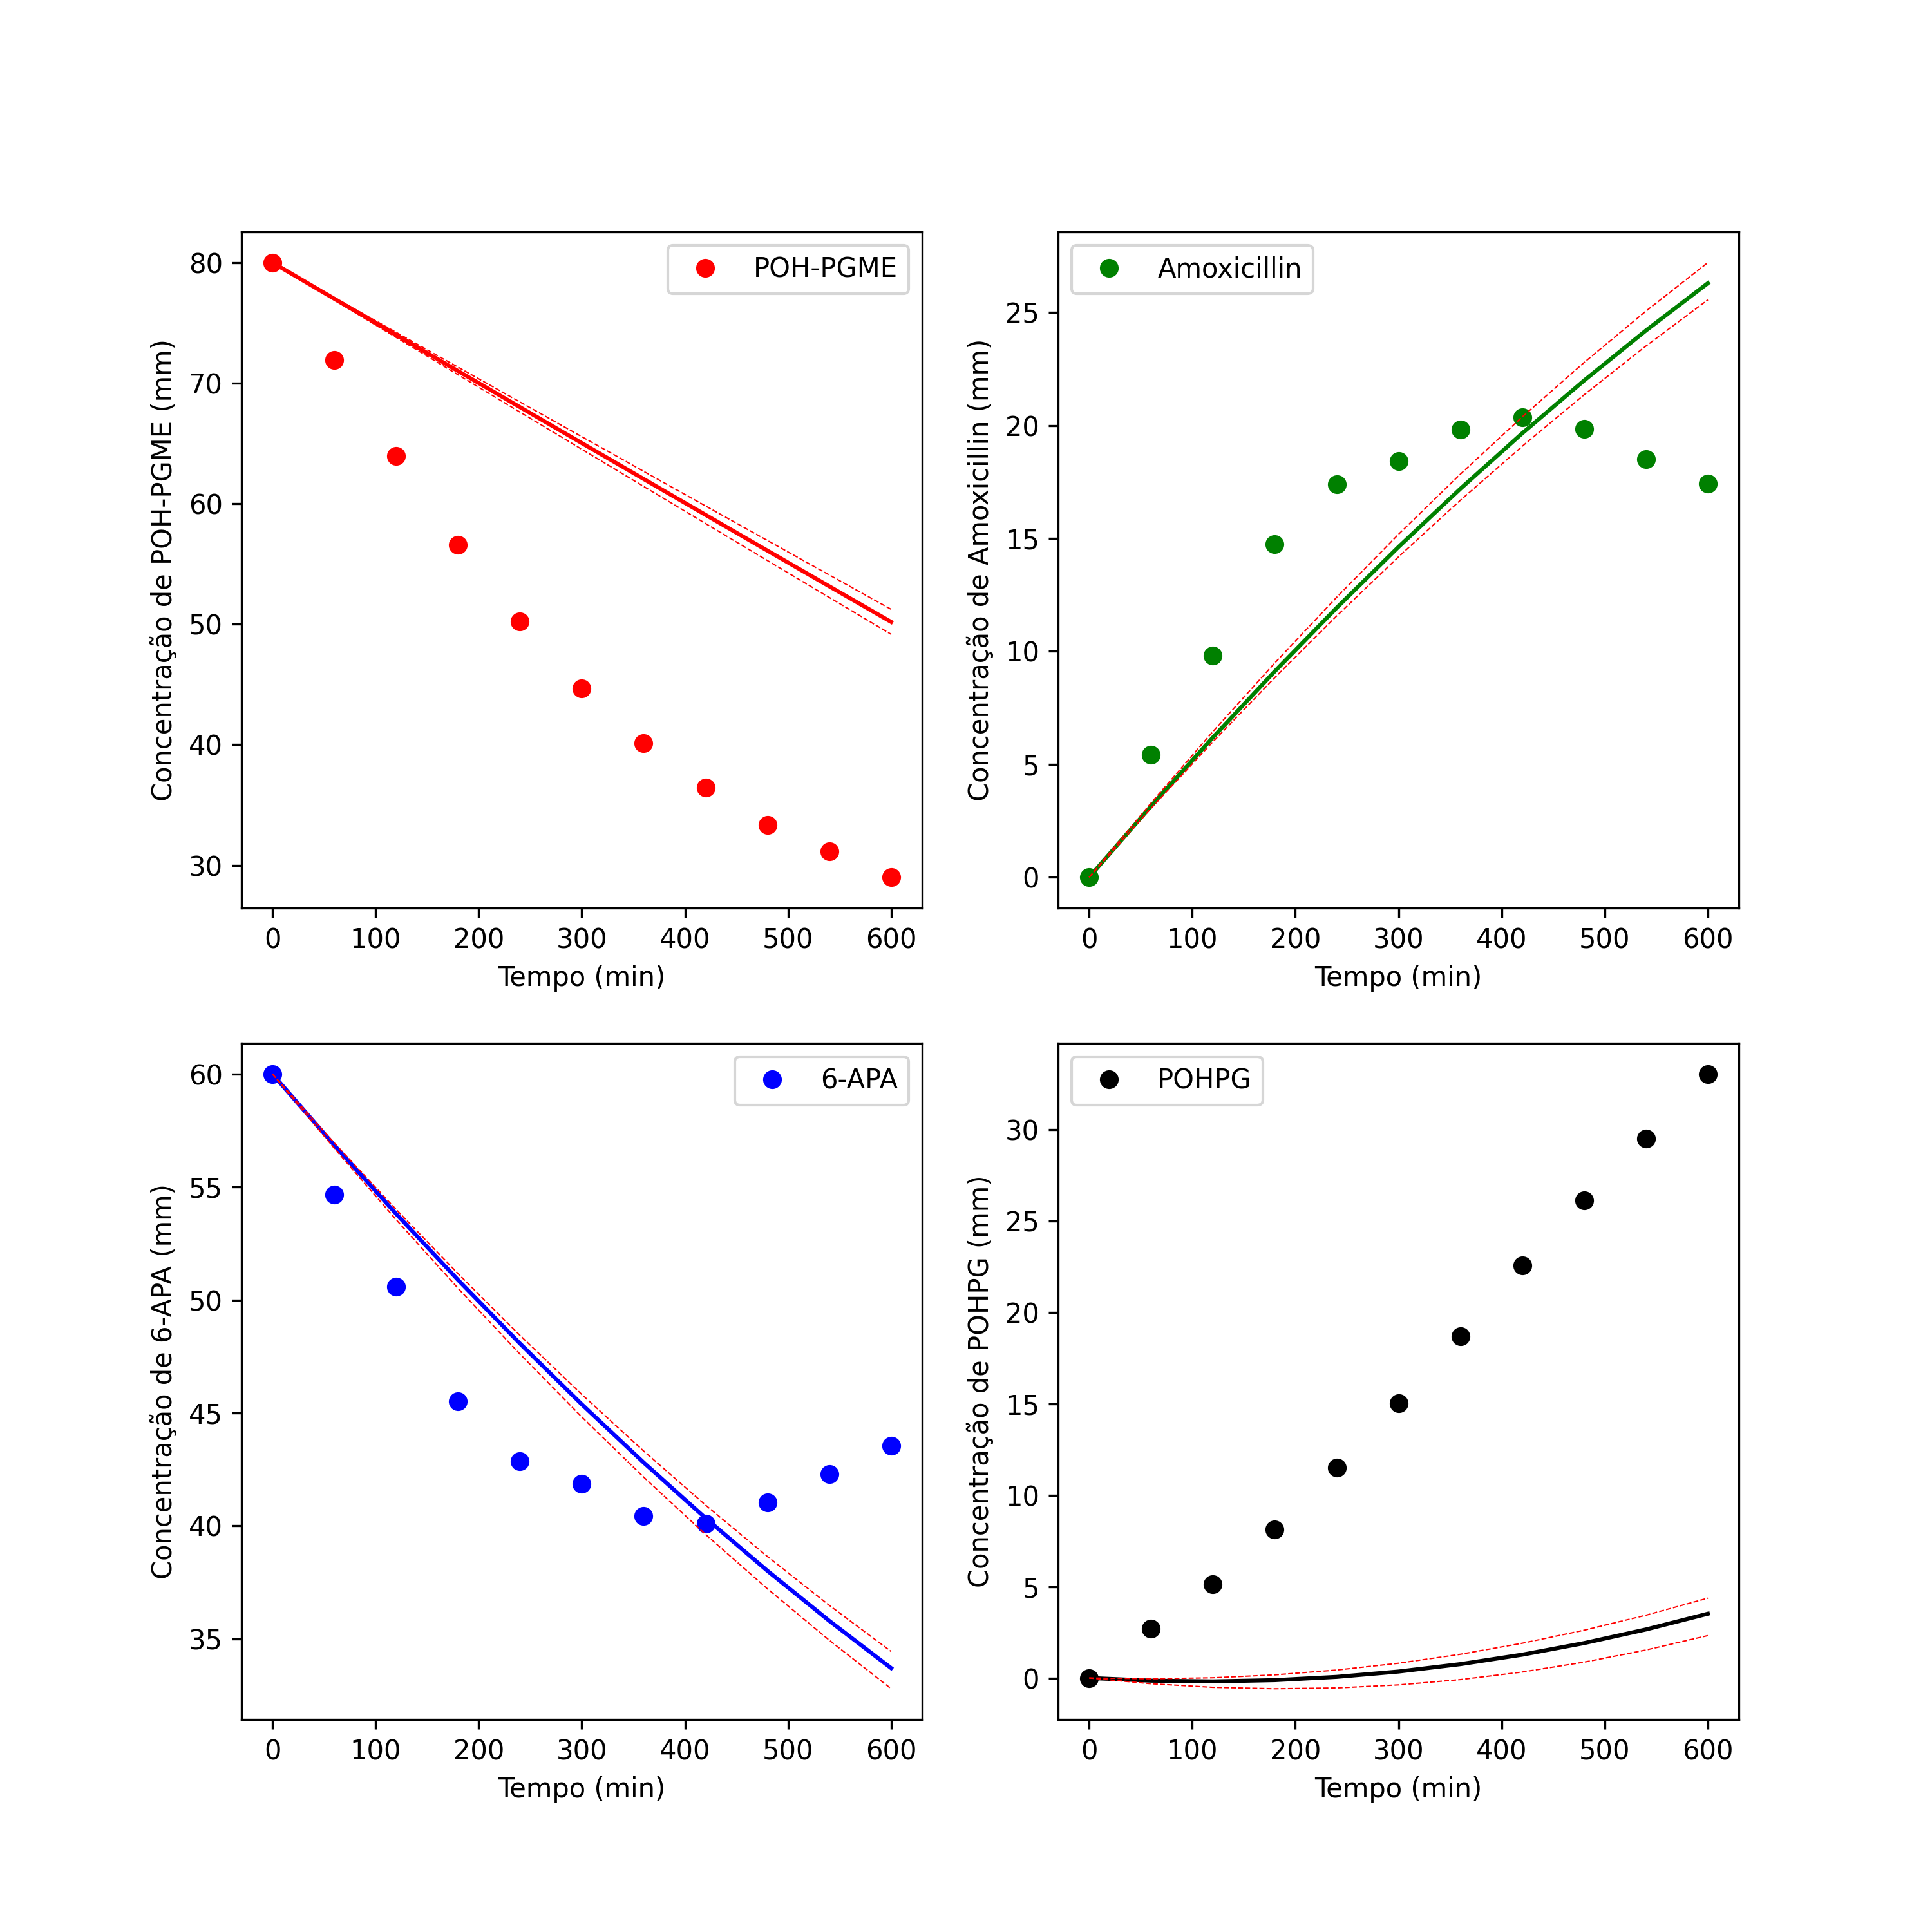 POH-PGME
Concentração de POH-PGME (mm)
80
70
60
50
40
30
0 100 200 300 400 500 600
Tempo (min)
Amoxicillin
Concentração de Amoxicillin (mm)
25
20
15
10
5
0
0 100 200 300 400 500 600
Tempo (min)
6-APA
Concentração de 6-APA (mm)
60
55
50
45
40
35
0 100 200 300 400 500 600
Tempo (min)
POHPG
Concentração de POHPG (mm)
30
25
20
15
10
5
0
0 100 200 300 400 500 600
Tempo (min)